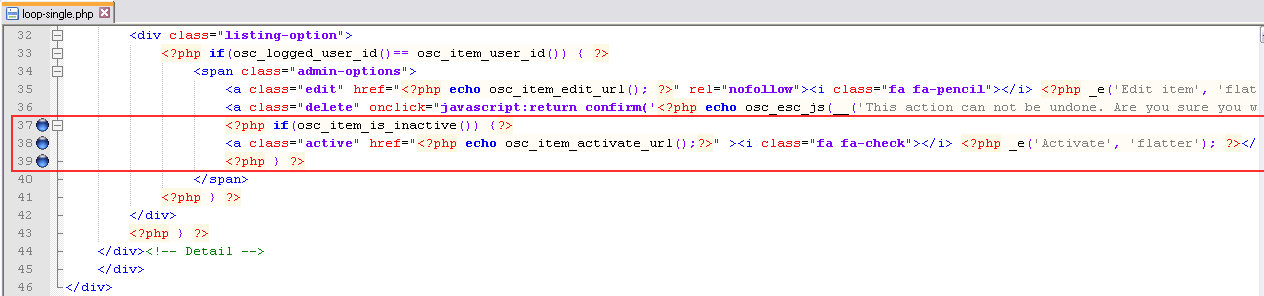 loop-single.php
32 <div class="listing-option">
33 <?php if(osc_logged_user_id()== osc_item_user_id()) { ?>
34 <span class="admin-options">
35 <a class="edit" href="<?php echo osc_item_edit_url(); ?>" rel="nofollow"><i class="fa fa-pencil"></i> <?php _e('Edit item', 'flat
36 <a class="delete" onclick="javascript:return confirm('<?php echo osc_esc_js(__('This action can not be undone. Are you sure you w
37 <?php if(osc_item_is_inactive()) {?>
38 <a class="active" href="<?php echo osc_item_activate_url();?>" ><i class="fa fa-check"></i> <?php _e('Activate', 'flatter'); ?></
39 <?php } ?>
40 </span>
41 <?php } ?>
42 </div>
43 <?php } ?>
44 </div><!-- Detail -->
45 </div>
46 </div>